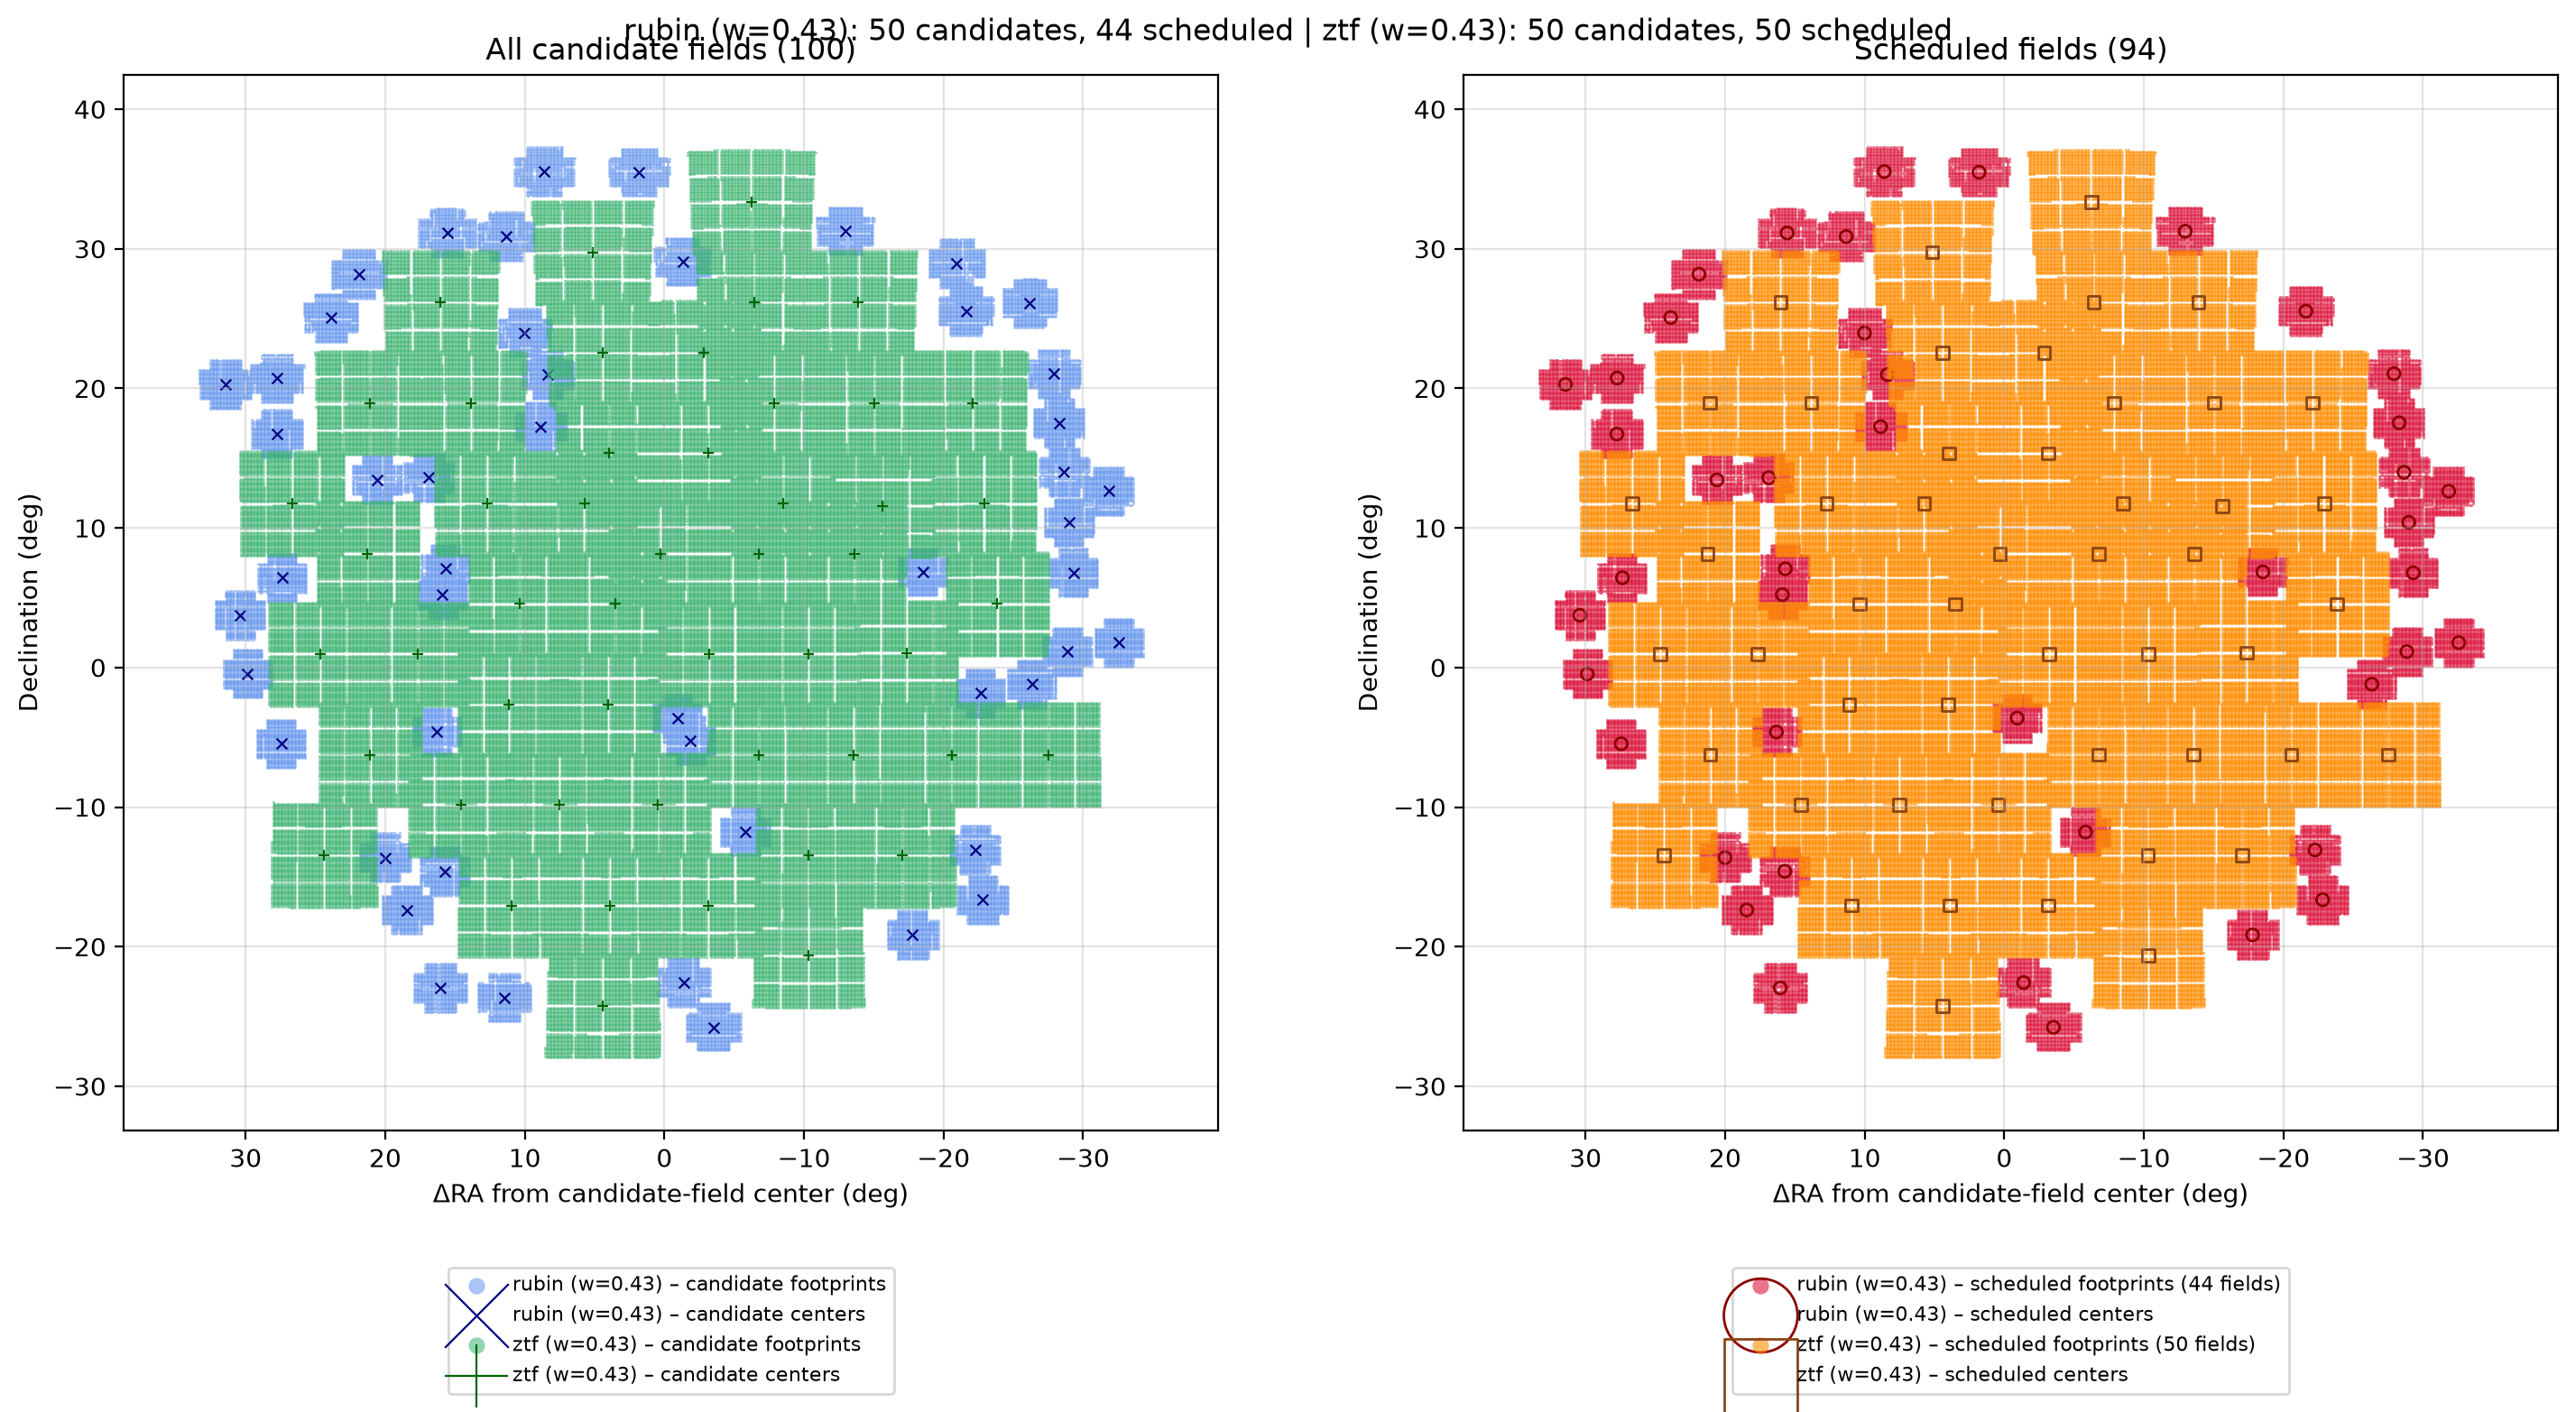 rubin (w=0.43): 50 candidates, 44 scheduled | ztf (w=0.43): 50 candidates, 50 scheduled
All candidate fields (100)
40
30
20
10
0
−10
−20
−30
Declination (deg)
30 20 10 0 −10 −20 −30
ΔRA from candidate-field center (deg)
rubin (w=0.43) – candidate footprints
rubin (w=0.43) – candidate centers
ztf (w=0.43) – candidate footprints
ztf (w=0.43) – candidate centers
Scheduled fields (94)
40
30
20
10
0
−10
−20
−30
Declination (deg)
30 20 10 0 −10 −20 −30
ΔRA from candidate-field center (deg)
rubin (w=0.43) – scheduled footprints (44 fields)
rubin (w=0.43) – scheduled centers
ztf (w=0.43) – scheduled footprints (50 fields)
ztf (w=0.43) – scheduled centers